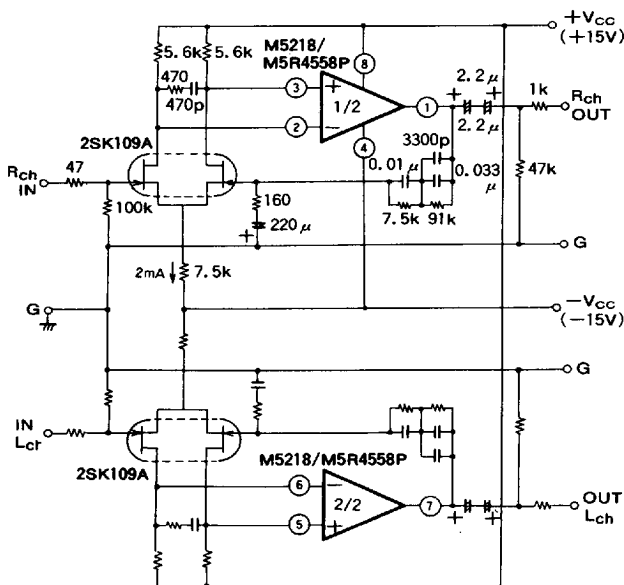 +Vcc
(+15V)
5.6k
5.6k
M5218/
M5R4558P
470
470p
8
3
+
1/2
1
2
−
4
2.2μ
+
+
2.2μ
1k
Rch
OUT
2SK109A
3300p
0.01μ
0.033μ
47k
Rch
IN
47
100k
160
220μ
+
7.5k
91k
G
2mA
7.5k
G
−Vcc
(−15V)
G
IN
Lch
2SK109A
M5218/M5R4558P
6
−
2/2
7
5
+
+
+
OUT
Lch